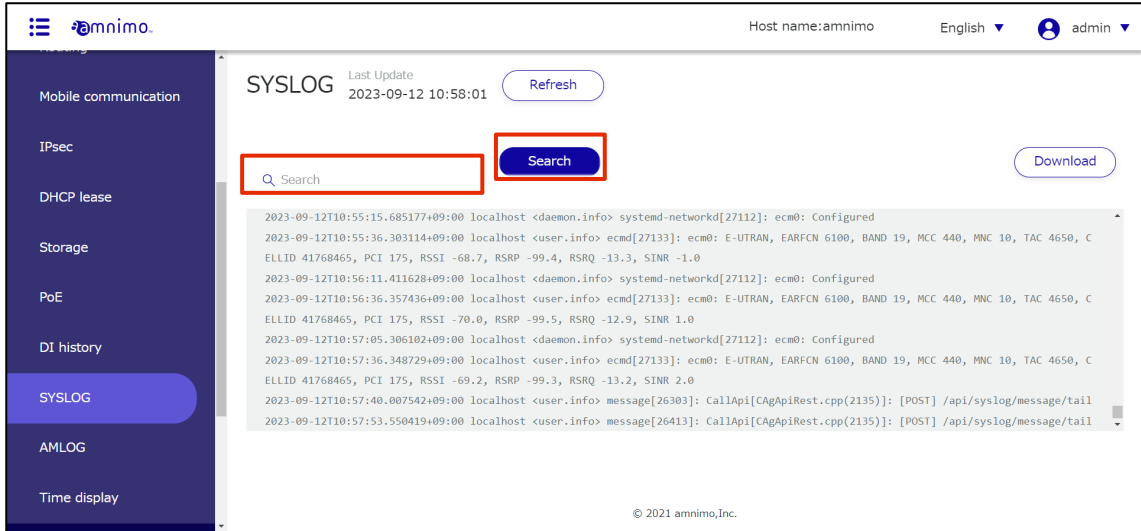 amnimo
Host name:amnimo
English
admin
Mobile communication
IPsec
DHCP lease
Storage
PoE
DI history
SYSLOG
AMLOG
Time display
SYSLOG
Last Update
2023-09-12 10:58:01
Refresh
Search
Search
Download
2023-09-12T10:55:15.685177+09:00 localhost <daemon.info> systemd-networkd[27112]: ecm0: Configured
2023-09-12T10:55:36.303114+09:00 localhost <user.info> ecmd[27133]: ecm0: E-UTRAN, EARFCN 6100, BAND 19, MCC 440, MNC 10, TAC 4650, C
ELLID 41768465, PCI 175, RSSI -68.7, RSRP -99.4, RSRQ -13.3, SINR -1.0
2023-09-12T10:56:11.411628+09:00 localhost <daemon.info> systemd-networkd[27112]: ecm0: Configured
2023-09-12T10:56:36.357436+09:00 localhost <user.info> ecmd[27133]: ecm0: E-UTRAN, EARFCN 6100, BAND 19, MCC 440, MNC 10, TAC 4650, C
ELLID 41768465, PCI 175, RSSI -70.0, RSRP -99.5, RSRQ -12.9, SINR 1.0
2023-09-12T10:57:05.306102+09:00 localhost <daemon.info> systemd-networkd[27112]: ecm0: Configured
2023-09-12T10:57:36.348729+09:00 localhost <user.info> ecmd[27133]: ecm0: E-UTRAN, EARFCN 6100, BAND 19, MCC 440, MNC 10, TAC 4650, C
ELLID 41768465, PCI 175, RSSI -69.2, RSRP -99.3, RSRQ -13.2, SINR 2.0
2023-09-12T10:57:40.007542+09:00 localhost <user.info> message[26303]: CallApi[CAgApiRest.cpp(2135)]: [POST] /api/syslog/message/tail
2023-09-12T10:57:53.550419+09:00 localhost <user.info> message[26413]: CallApi[CAgApiRest.cpp(2135)]: [POST] /api/syslog/message/tail
© 2021 amnimo,Inc.